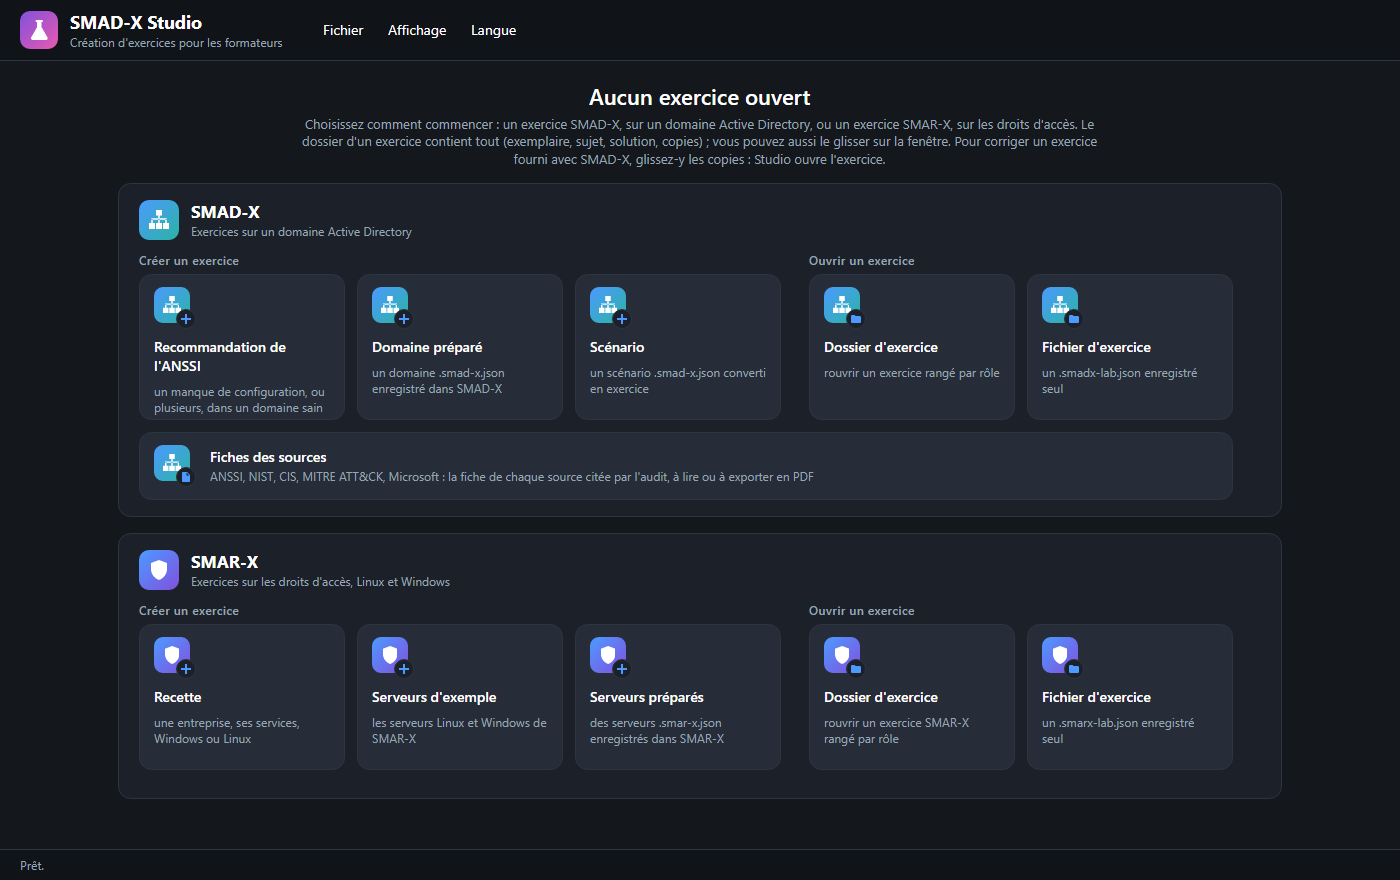 SMAD-X Studio
Création d'exercices pour les formateurs
Fichier
Affichage
Langue
Aucun exercice ouvert
Choisissez comment commencer : un exercice SMAD-X, sur un domaine Active Directory, ou un exercice SMAR-X, sur les droits d'accès. Le
dossier d'un exercice contient tout (exemplaire, sujet, solution, copies) ; vous pouvez aussi le glisser sur la fenêtre. Pour corriger un exercice
fourni avec SMAD-X, glissez-y les copies : Studio ouvre l'exercice.
SMAD-X
Exercices sur un domaine Active Directory
Créer un exercice
Recommandation de
l'ANSSI
un manque de configuration, ou
plusieurs, dans un domaine sain
Domaine préparé
un domaine .smad-x.json
enregistré dans SMAD-X
Scénario
un scénario .smad-x.json converti
en exercice
Ouvrir un exercice
Dossier d'exercice
rouvrir un exercice rangé par rôle
Fichier d'exercice
un .smadx-lab.json enregistré
seul
Fiches des sources
ANSSI, NIST, CIS, MITRE ATT&CK, Microsoft : la fiche de chaque source citée par l'audit, à lire ou à exporter en PDF
SMAR-X
Exercices sur les droits d'accès, Linux et Windows
Créer un exercice
Recette
une entreprise, ses services,
Windows ou Linux
Serveurs d'exemple
les serveurs Linux et Windows de
SMAR-X
Serveurs préparés
des serveurs .smar-x.json
enregistrés dans SMAR-X
Ouvrir un exercice
Dossier d'exercice
rouvrir un exercice SMAR-X
rangé par rôle
Fichier d'exercice
un .smarx-lab.json enregistré
seul
Prêt.